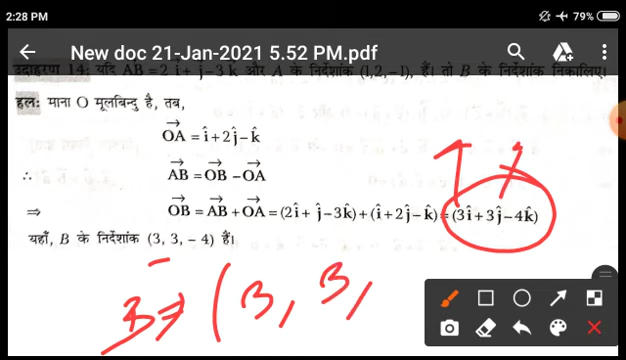 2:28 PM 79%
New doc 21-Jan-2021 5.52 PM.pdf
उदाहरण 14: यदि AB = 2 î + ĵ − 3 k̂ और A के निर्देशांक (1,2,−1), हैं। तो B के निर्देशांक निकालिए।
हल: माना O मूलबिन्दु है, तब,
→OA = î + 2ĵ − k̂
∴ →AB = →OB − →OA
⇒ →OB = →AB + →OA = (2î + ĵ − 3k̂) + (î + 2ĵ − k̂) = (3î + 3ĵ − 4k̂)
यहाँ, B के निर्देशांक (3, 3, − 4) हैं।
B ⇒ (3, 3,